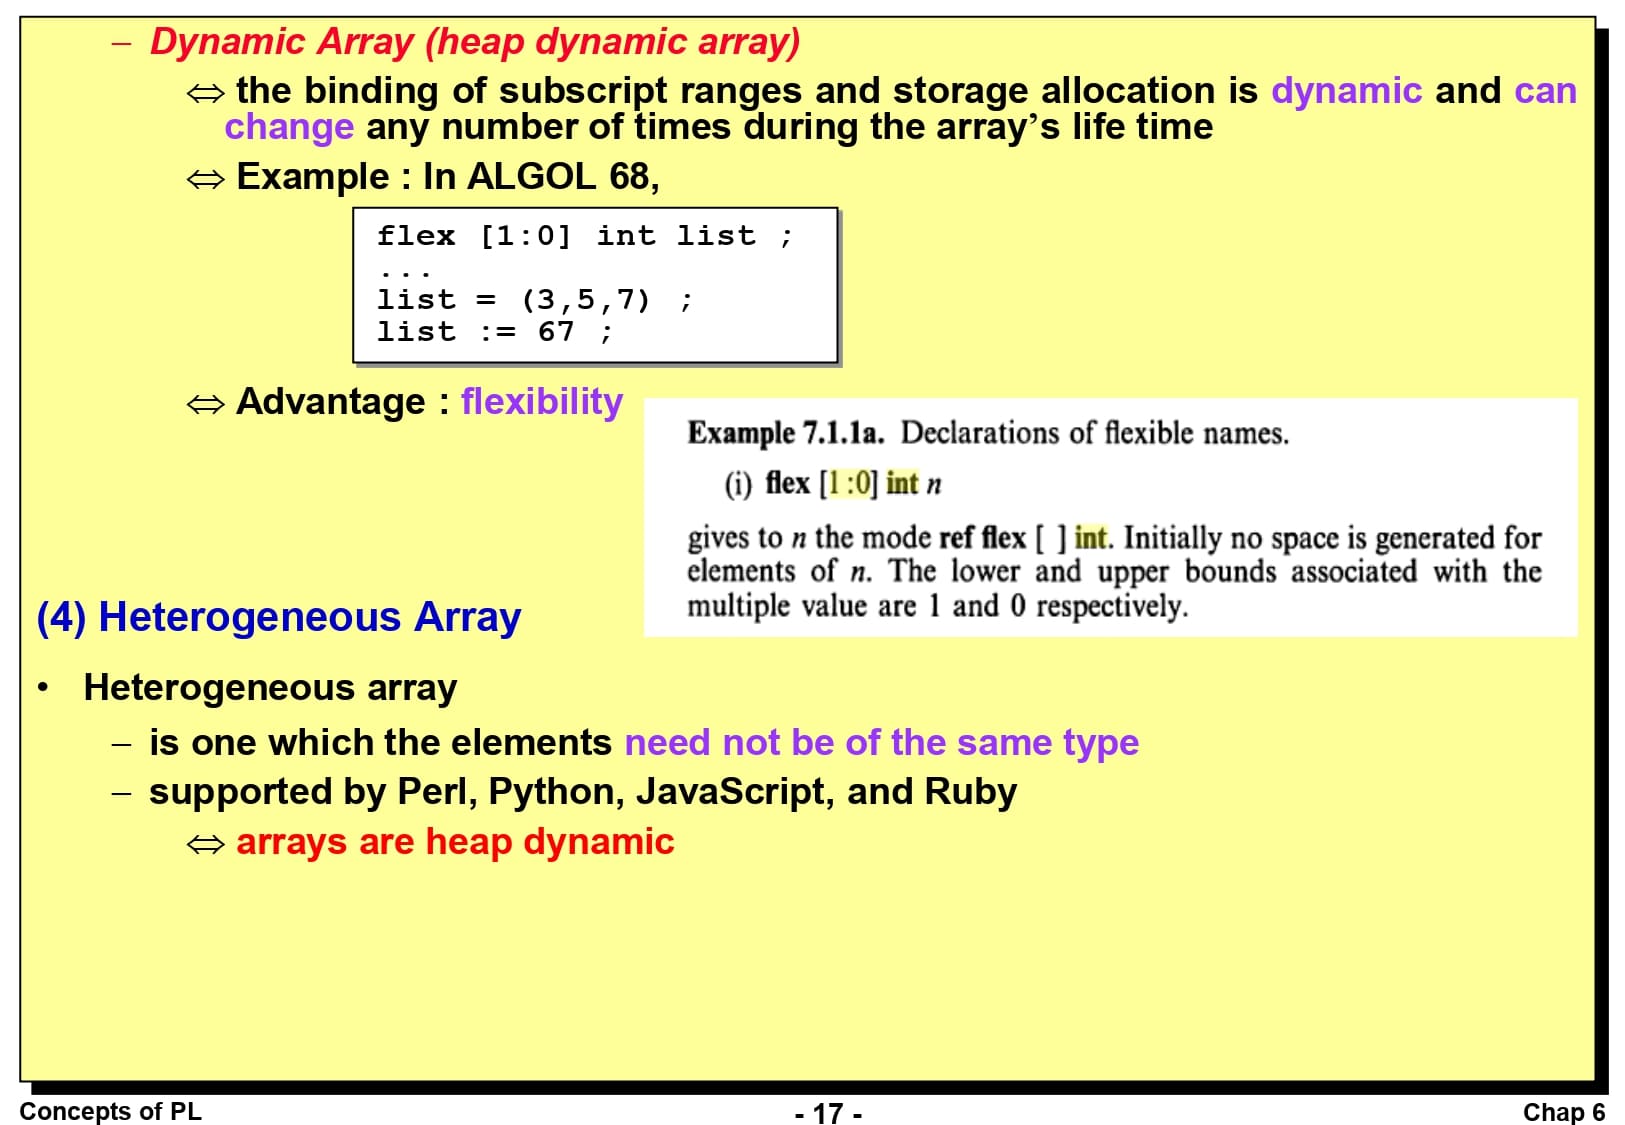 – Dynamic Array (heap dynamic array)
⇔ the binding of subscript ranges and storage allocation is dynamic and can
change any number of times during the array’s life time
⇔ Example : In ALGOL 68,
flex [1:0] int list ;
...
list = (3,5,7) ;
list := 67 ;
⇔ Advantage : flexibility
Example 7.1.1a. Declarations of flexible names.
(i) flex [1 :0] int n
gives to n the mode ref flex [ ] int. Initially no space is generated for
elements of n. The lower and upper bounds associated with the
multiple value are 1 and 0 respectively.
(4) Heterogeneous Array
• Heterogeneous array
– is one which the elements need not be of the same type
– supported by Perl, Python, JavaScript, and Ruby
⇔ arrays are heap dynamic
Concepts of PL
- 17 -
Chap 6